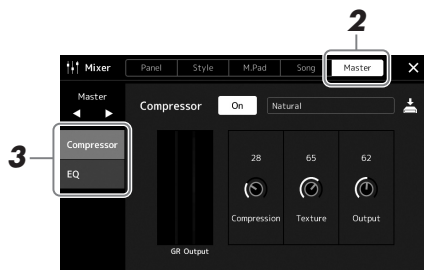 2
Mixer
Panel Style M.Pad Song Master
Master
Compressor On Natural
3
Compressor
EQ
28 65 62
Compression Texture Output
GR Output